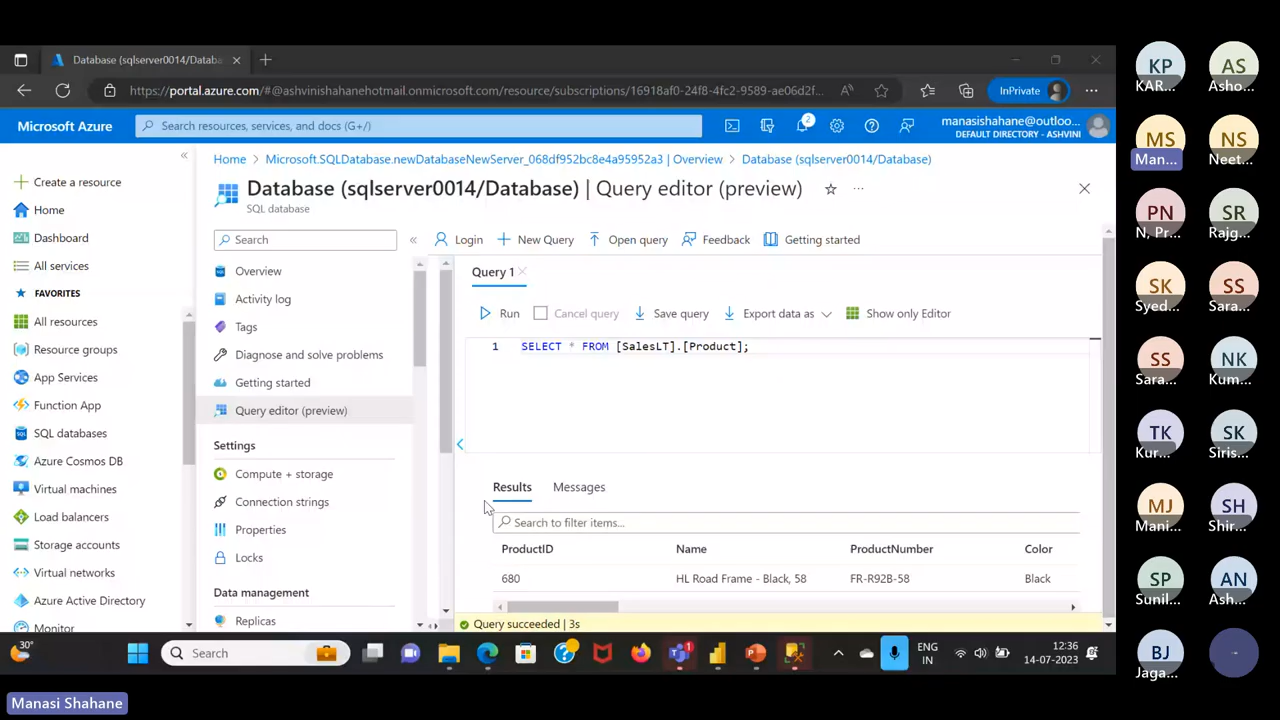 Database (sqlserver0014/Databa
https://portal.azure.com/#@ashvinishahanehotmail.onmicrosoft.com/resource/subscriptions/16918af0-24f8-4fc2-9589-ae06d2f...
InPrivate
Microsoft Azure
Search resources, services, and docs (G+/)
2
manasishahane@outloo...
DEFAULT DIRECTORY - ASHVINI
Home
Microsoft.SQLDatabase.newDatabaseNewServer_068df952bc8e4a95952a3 | Overview
Database (sqlserver0014/Database)
Create a resource
Home
Dashboard
All services
FAVORITES
All resources
Resource groups
App Services
Function App
SQL databases
Azure Cosmos DB
Virtual machines
Load balancers
Storage accounts
Virtual networks
Azure Active Directory
Monitor
Database (sqlserver0014/Database) | Query editor (preview)
SQL database
Search
Overview
Activity log
Tags
Diagnose and solve problems
Getting started
Query editor (preview)
Settings
Compute + storage
Connection strings
Properties
Locks
Data management
Replicas
Login
New Query
Open query
Feedback
Getting started
Query 1
Run
Cancel query
Save query
Export data as
Show only Editor
1 SELECT * FROM [SalesLT].[Product];
Results
Messages
Search to filter items...
ProductID Name ProductNumber Color
680 HL Road Frame - Black, 58 FR-R92B-58 Black
Query succeeded | 3s
30°
Search
1
ENG
IN
12:36
14-07-2023
Manasi Shahane
KP
KAR...
AS
Asho...
MS
Man...
NS
Neet...
PN
N, Pr...
SR
Rajg...
SK
Syed...
SS
Sara...
SS
Sara...
NK
Kum...
TK
Kur...
SK
Siris...
MJ
Mani...
SH
Shir...
SP
Sunil...
AN
Ash...
BJ
Jaga...